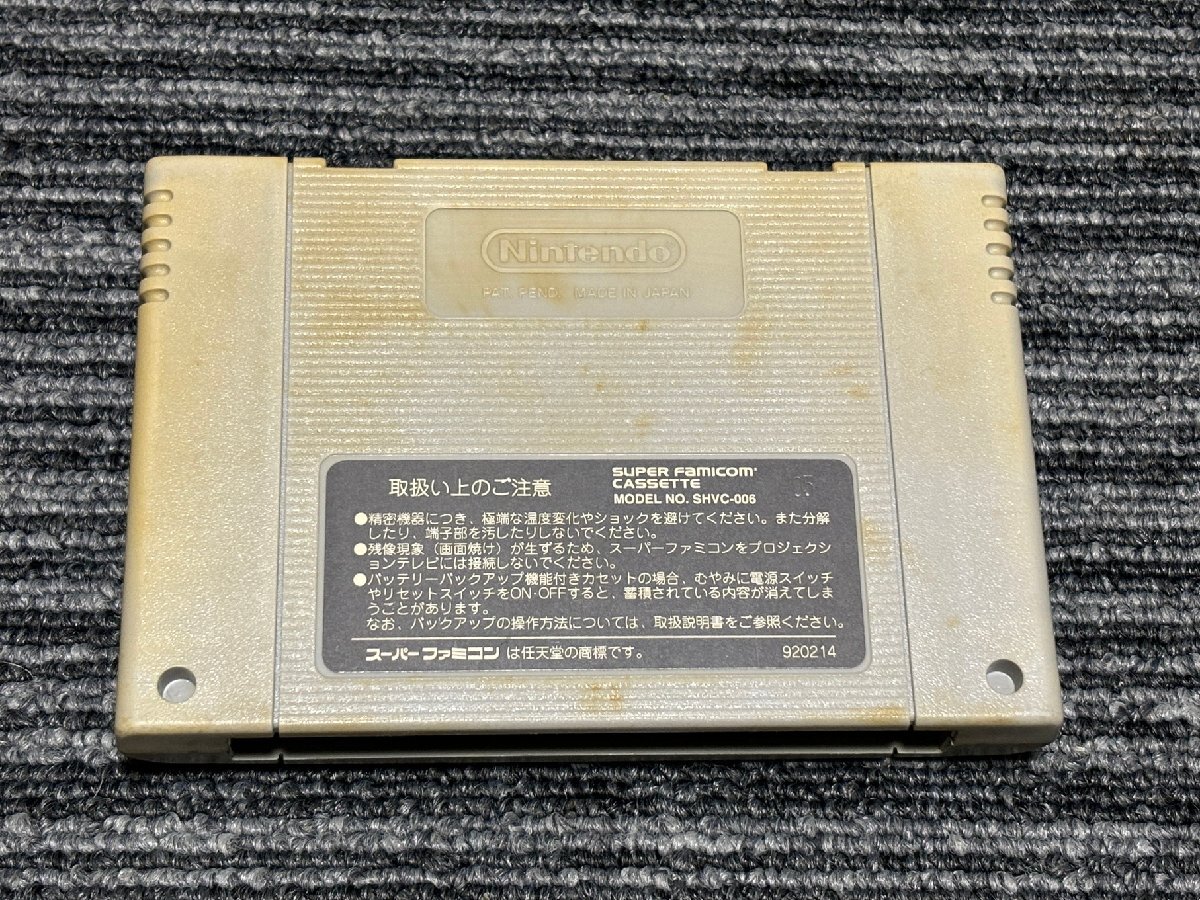 Nintendo
PAT. PEND. MADE IN JAPAN
取扱い上のご注意
SUPER FAMICOM
CASSETTE
MODEL NO. SHVC-006
●精密機器につき、極端な温度変化やショックを避けてください。また分解
したり、端子部を汚したりしないでください。
●残像現象（画面焼け）が生ずるため、スーパーファミコンをプロジェクシ
ョンテレビには接続しないでください。
●バッテリーバックアップ機能付きカセットの場合、むやみに電源スイッチ
やリセットスイッチをON·OFFすると、蓄積されている内容が消えてしま
うことがあります。
なお、バックアップの操作方法については、取扱説明書をご参照ください。
スーパーファミコン は任天堂の商標です。
920214